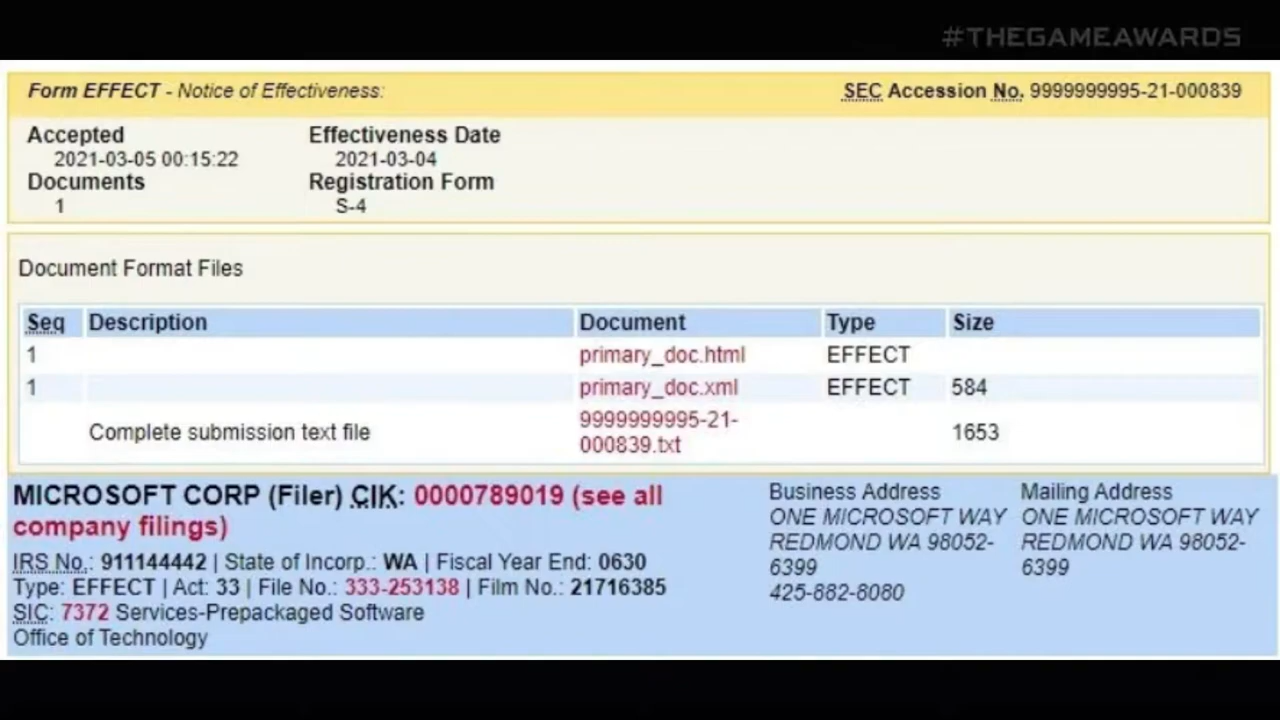 #THEGAMEAWARDS
Form EFFECT - Notice of Effectiveness: SEC Accession No. 9999999995-21-000839
Accepted Effectiveness Date
2021-03-05 00:15:22 2021-03-04
Documents Registration Form
1 S-4
Document Format Files
Seq Description Document Type Size
1 primary_doc.html EFFECT
1 primary_doc.xml EFFECT 584
Complete submission text file 9999999995-21-
000839.txt 1653
MICROSOFT CORP (Filer) CIK: 0000789019 (see all
company filings)
IRS No.: 911144442 | State of Incorp.: WA | Fiscal Year End: 0630
Type: EFFECT | Act: 33 | File No.: 333-253138 | Film No.: 21716385
SIC: 7372 Services-Prepackaged Software
Office of Technology
Business Address
ONE MICROSOFT WAY
REDMOND WA 98052-
6399
425-882-8080
Mailing Address
ONE MICROSOFT WAY
REDMOND WA 98052-
6399